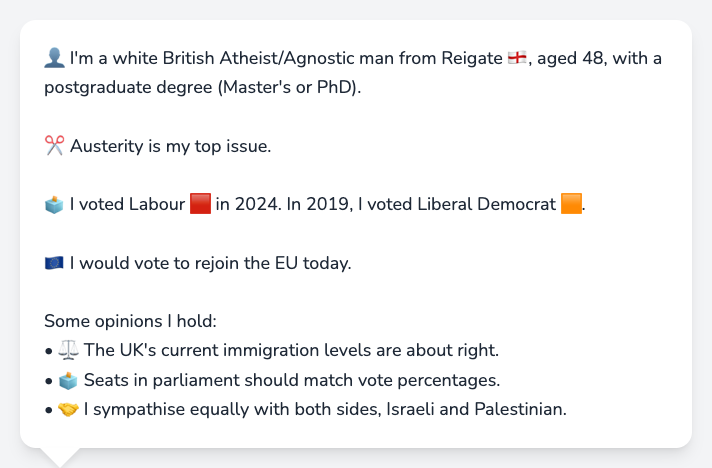 👤 I'm a white British Atheist/Agnostic man from Reigate 🏴󠁧󠁢󠁥󠁮󠁧󠁿, aged 48, with a
postgraduate degree (Master's or PhD).
✂️ Austerity is my top issue.
🗳️ I voted Labour 🟥 in 2024. In 2019, I voted Liberal Democrat 🟧.
🇪🇺 I would vote to rejoin the EU today.
Some opinions I hold:
• ⚖️ The UK's current immigration levels are about right.
• 🗳️ Seats in parliament should match vote percentages.
• 🤝 I sympathise equally with both sides, Israeli and Palestinian.